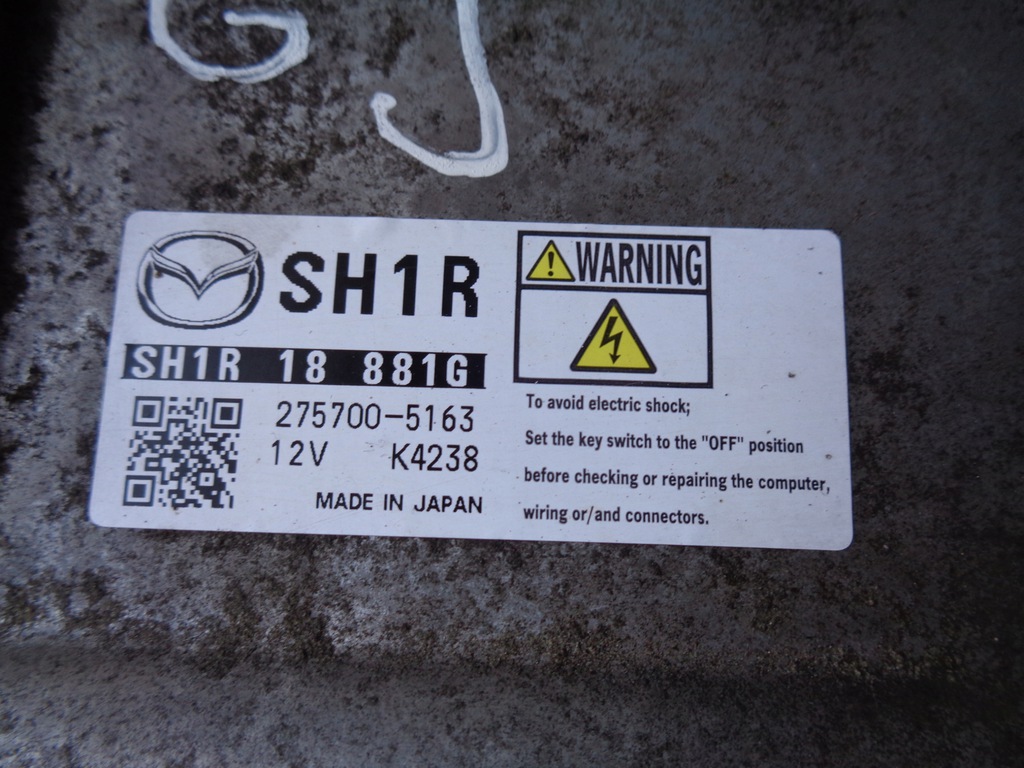 GJ
SH1R
SH1R 18 881G
275700-5163
12V K4238
MADE IN JAPAN
WARNING
To avoid electric shock;
Set the key switch to the "OFF" position
before checking or repairing the computer,
wiring or/and connectors.